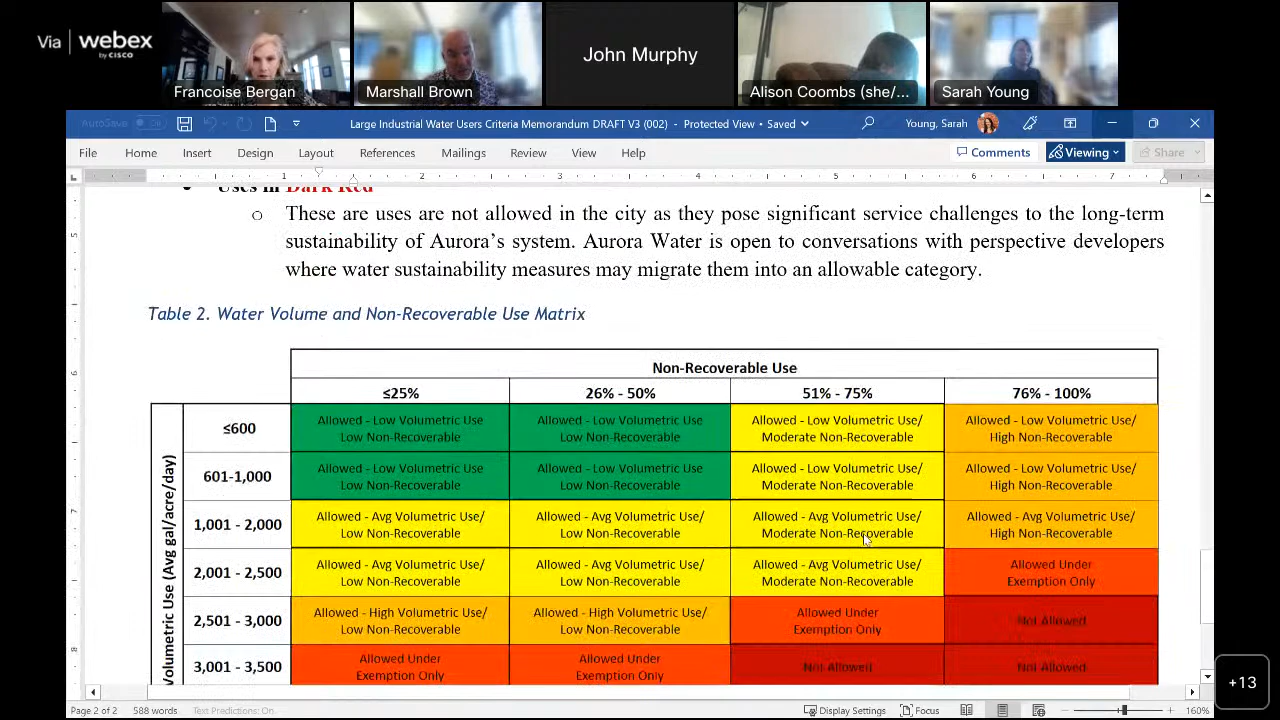 Via webex
by CISCO
Francoise Bergan
Marshall Brown
John Murphy
Alison Coombs (she/...
Sarah Young
AutoSave Off
Large Industrial Water Users Criteria Memorandum DRAFT V3 (002) - Protected View • Saved
Young, Sarah
File Home Insert Design Layout References Mailings Review View Help
Comments Viewing Share
1 1 2 3 4 5 6 7
Uses in Dark Red
These are uses are not allowed in the city as they pose significant service challenges to the long-term
sustainability of Aurora's system. Aurora Water is open to conversations with perspective developers
where water sustainability measures may migrate them into an allowable category.
Table 2. Water Volume and Non-Recoverable Use Matrix
Non-Recoverable Use
≤25% 26% - 50% 51% - 75% 76% - 100%
Volumetric Use (Avg gal/acre/day)
≤600
Allowed - Low Volumetric Use
Low Non-Recoverable
Allowed - Low Volumetric Use
Low Non-Recoverable
Allowed - Low Volumetric Use/
Moderate Non-Recoverable
Allowed - Low Volumetric Use/
High Non-Recoverable
601-1,000
Allowed - Low Volumetric Use
Low Non-Recoverable
Allowed - Low Volumetric Use
Low Non-Recoverable
Allowed - Low Volumetric Use/
Moderate Non-Recoverable
Allowed - Low Volumetric Use/
High Non-Recoverable
1,001 - 2,000
Allowed - Avg Volumetric Use/
Low Non-Recoverable
Allowed - Avg Volumetric Use/
Low Non-Recoverable
Allowed - Avg Volumetric Use/
Moderate Non-Recoverable
Allowed - Avg Volumetric Use/
High Non-Recoverable
2,001 - 2,500
Allowed - Avg Volumetric Use/
Low Non-Recoverable
Allowed - Avg Volumetric Use/
Low Non-Recoverable
Allowed - Avg Volumetric Use/
Moderate Non-Recoverable
Allowed Under
Exemption Only
2,501 - 3,000
Allowed - High Volumetric Use/
Low Non-Recoverable
Allowed - High Volumetric Use/
Low Non-Recoverable
Allowed Under
Exemption Only
Not Allowed
3,001 - 3,500
Allowed Under
Exemption Only
Allowed Under
Exemption Only
Not Allowed
Not Allowed
+13
Page 2 of 2 588 words Text Predictions: On
Display Settings Focus 160%